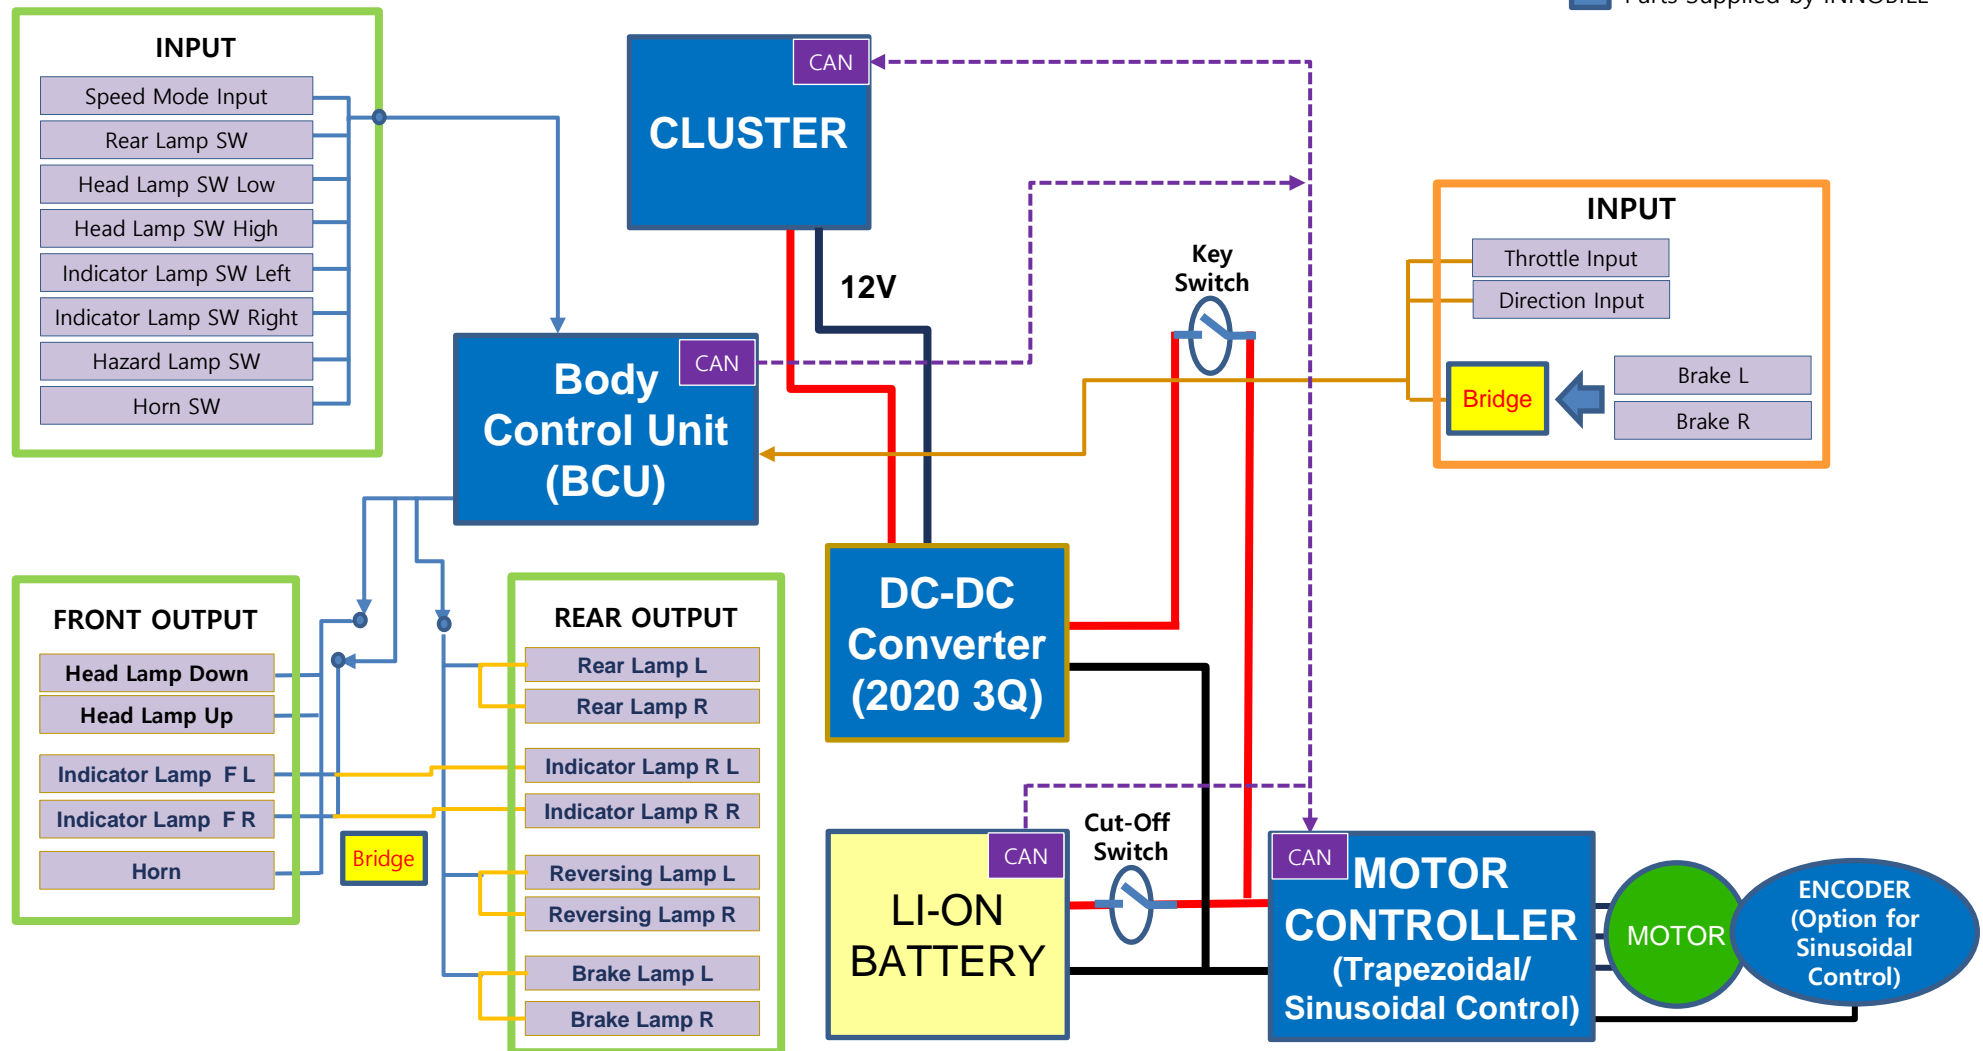 Parts Supplied by INNOBILE
INPUT
Speed Mode Input
Rear Lamp SW
Head Lamp SW Low
Head Lamp SW High
Indicator Lamp SW Left
Indicator Lamp SW Right
Hazard Lamp SW
Horn SW
CAN
CLUSTER
12V
Key
Switch
INPUT
Throttle Input
Direction Input
Bridge
Brake L
Brake R
CAN
Body
Control Unit
(BCU)
DC-DC
Converter
(2020 3Q)
FRONT OUTPUT
Head Lamp Down
Head Lamp Up
Indicator Lamp F L
Indicator Lamp F R
Horn
Bridge
REAR OUTPUT
Rear Lamp L
Rear Lamp R
Indicator Lamp R L
Indicator Lamp R R
Reversing Lamp L
Reversing Lamp R
Brake Lamp L
Brake Lamp R
CAN
LI-ON
BATTERY
Cut-Off
Switch
CAN
MOTOR
CONTROLLER
(Trapezoidal/
Sinusoidal Control)
MOTOR
ENCODER
(Option for
Sinusoidal
Control)